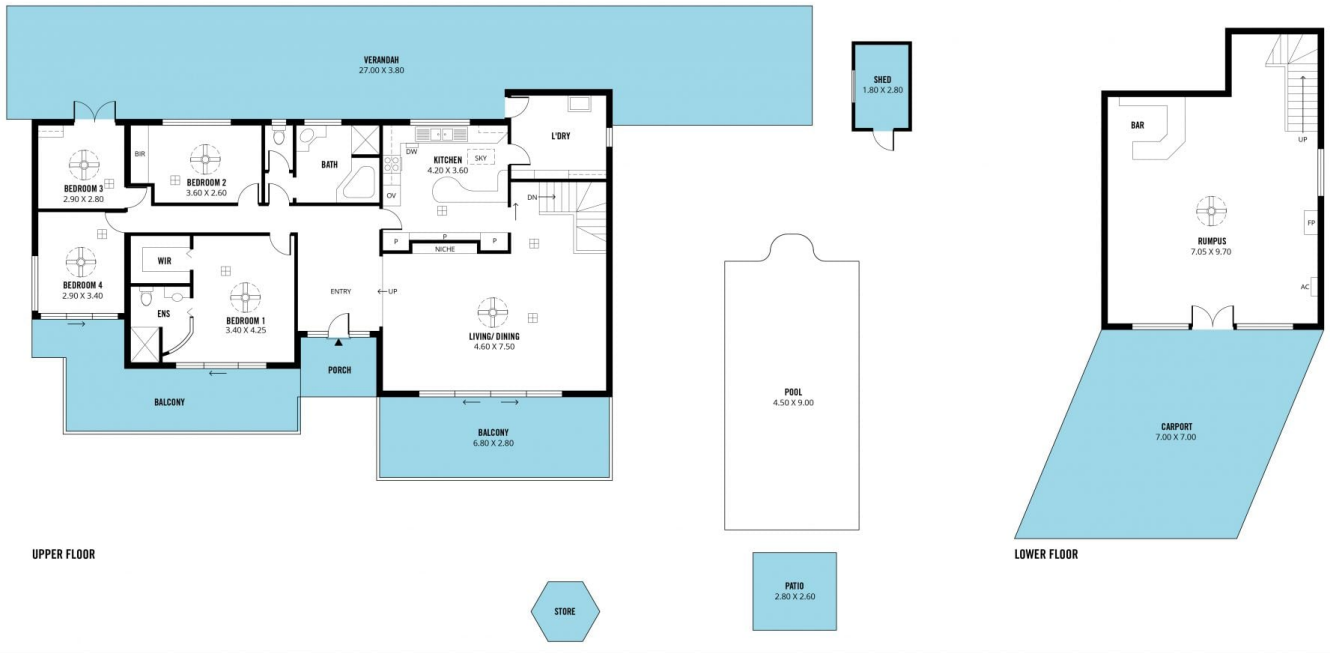 VERANDAH
27.00 X 3.80
SHED
1.80 X 2.80
BIR
BEDROOM 3
2.90 X 2.80
BEDROOM 2
3.60 X 2.60
BATH
DW
KITCHEN
4.20 X 3.60
SKY
OV
L'DRY
DN
P
P
P
NICHE
BEDROOM 4
2.90 X 3.40
WIR
ENS
BEDROOM 1
3.40 X 4.25
ENTRY
UP
LIVING/ DINING
4.60 X 7.50
PORCH
BALCONY
BALCONY
6.80 X 2.80
POOL
4.50 X 9.00
BAR
UP
FP
RUMPUS
7.05 X 9.70
AC
CARPORT
7.00 X 7.00
UPPER FLOOR
LOWER FLOOR
STORE
PATIO
2.80 X 2.60